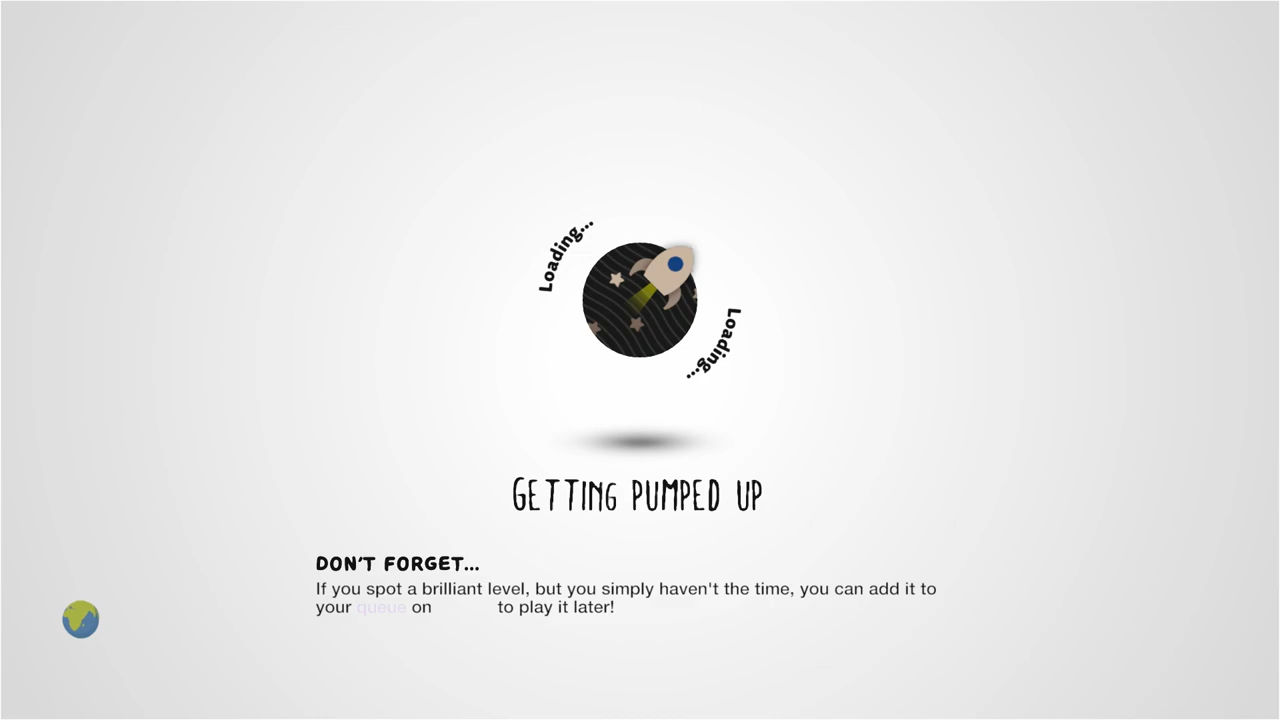 Loading...
Loading...
GETTING PUMPED UP
DON'T FORGET...
If you spot a brilliant level, but you simply haven't the time, you can add it to
your queue on to play it later!